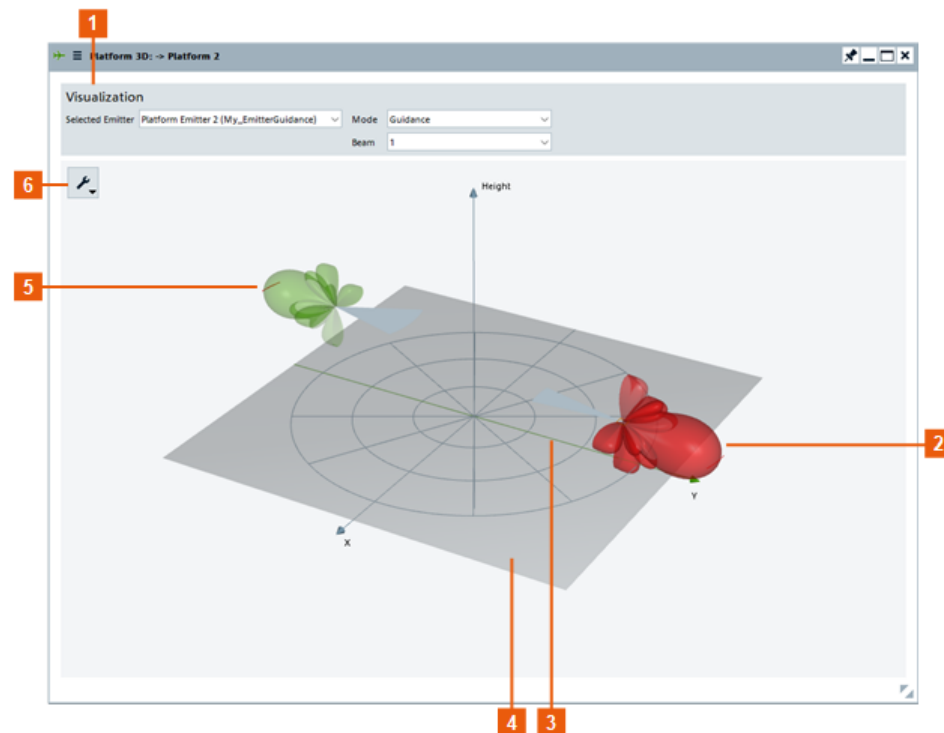 1
Platform 3D: -> Platform 2
Visualization
Selected Emitter Platform Emitter 2 (My_EmitterGuidance) Mode Guidance
Beam 1
6
Height
5
2
Y
X
4 3